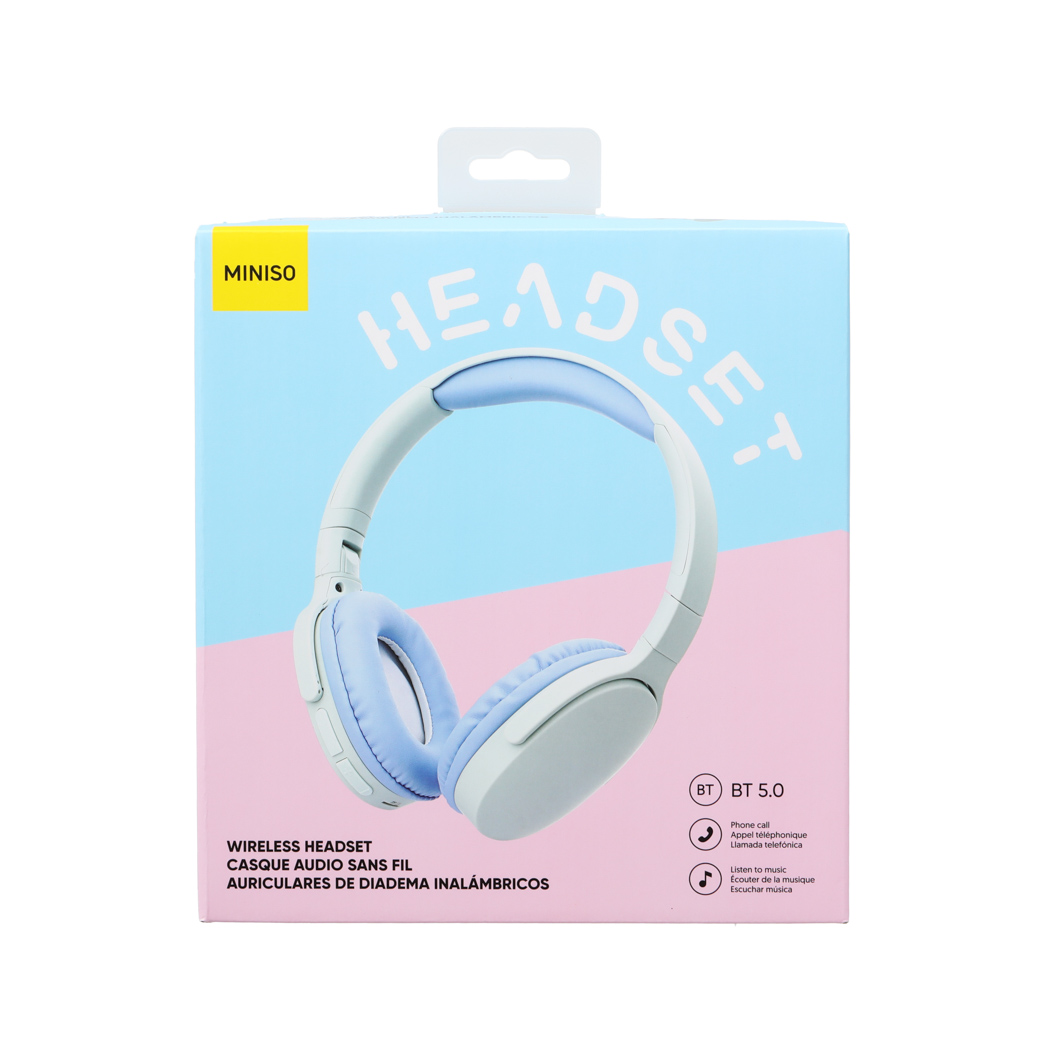 MINISO
HEADSET
BT BT 5.0
Phone call
Appel téléphonique
Llamada telefónica
Listen to music
Écouter de la musique
Escuchar música
WIRELESS HEADSET
CASQUE AUDIO SANS FIL
AURICULARES DE DIADEMA INALÁMBRICOS